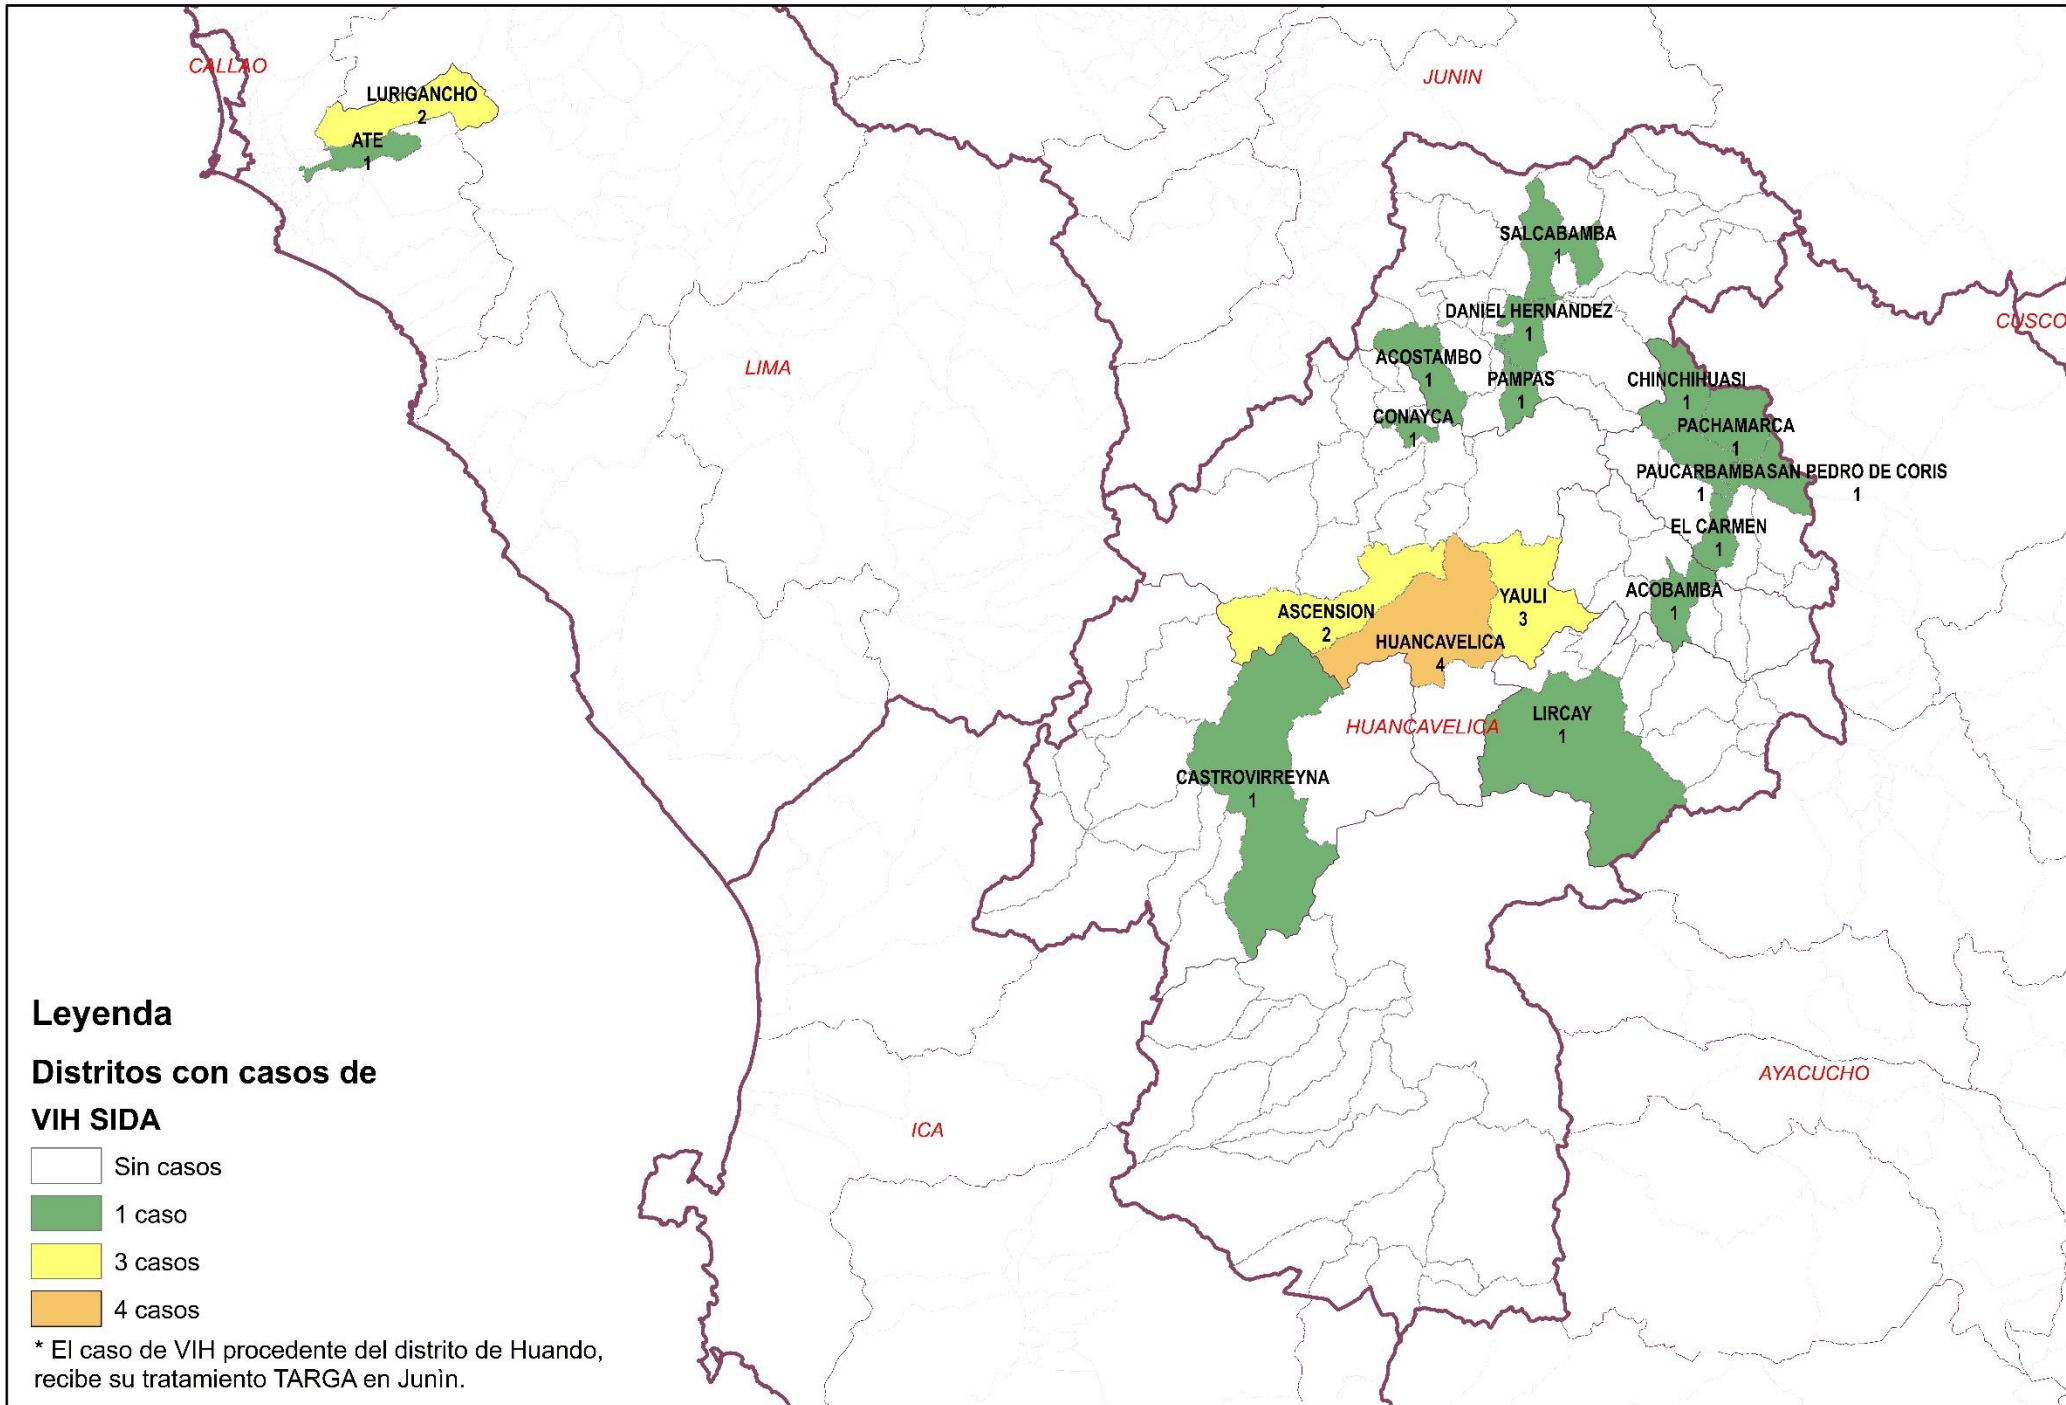 CALLAO
JUNIN
LURIGANCHO
2
ATE
1
SALCABAMBA
1
DANIEL HERNANDEZ
1
CUSCO
ACOSTAMBO
1
LIMA
PAMPAS
1
CHINCHIHUASI
1
CONAYCA
1
PACHAMARCA
1
PAUCARBAMBA
1
SAN PEDRO DE CORIS
1
EL CARMEN
1
ACOBAMBA
1
YAULI
3
ASCENSION
2
HUANCAVELICA
4
HUANCAVELICA
LIRCAY
1
CASTROVIRREYNA
1
AYACUCHO
ICA
Leyenda
Distritos con casos de
VIH SIDA
Sin casos
1 caso
3 casos
4 casos
* El caso de VIH procedente del distrito de Huando,
recibe su tratamiento TARGA en Junìn.